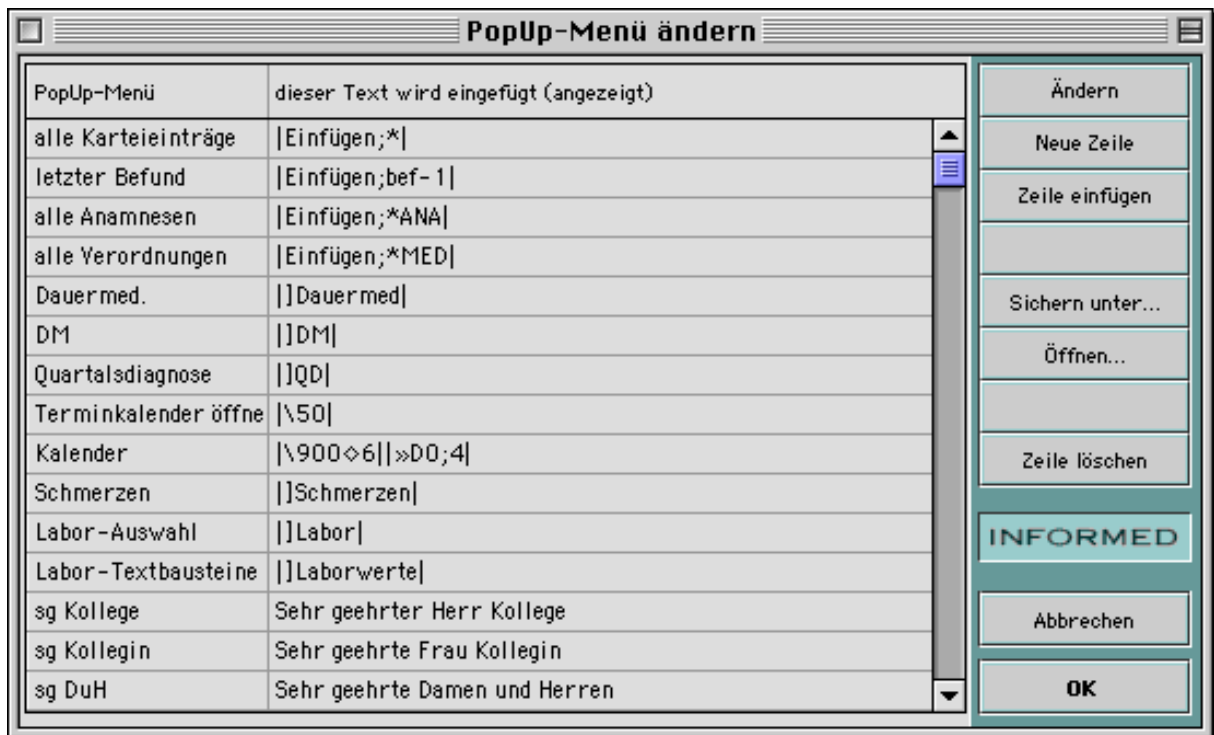 PopUp-Menü ändern
PopUp-Menü dieser Text wird eingefügt (angezeigt)
alle Karteieinträge |Einfügen;*|
letzter Befund |Einfügen;bef-1|
alle Anamnesen |Einfügen;*ANA|
alle Verordnungen |Einfügen;*MED|
Dauermed. |]Dauermed|
DM |]DM|
Quartalsdiagnose |]QD|
Terminkalender öffne |\50|
Kalender |\900◇6||»D0;4|
Schmerzen |]Schmerzen|
Labor-Auswahl |]Labor|
Labor-Textbausteine |]Laborwerte|
sg Kollege Sehr geehrter Herr Kollege
sg Kollegin Sehr geehrte Frau Kollegin
sg DuH Sehr geehrte Damen und Herren
Ändern
Neue Zeile
Zeile einfügen
Sichern unter...
Öffnen...
Zeile löschen
INFORMED
Abbrechen
OK